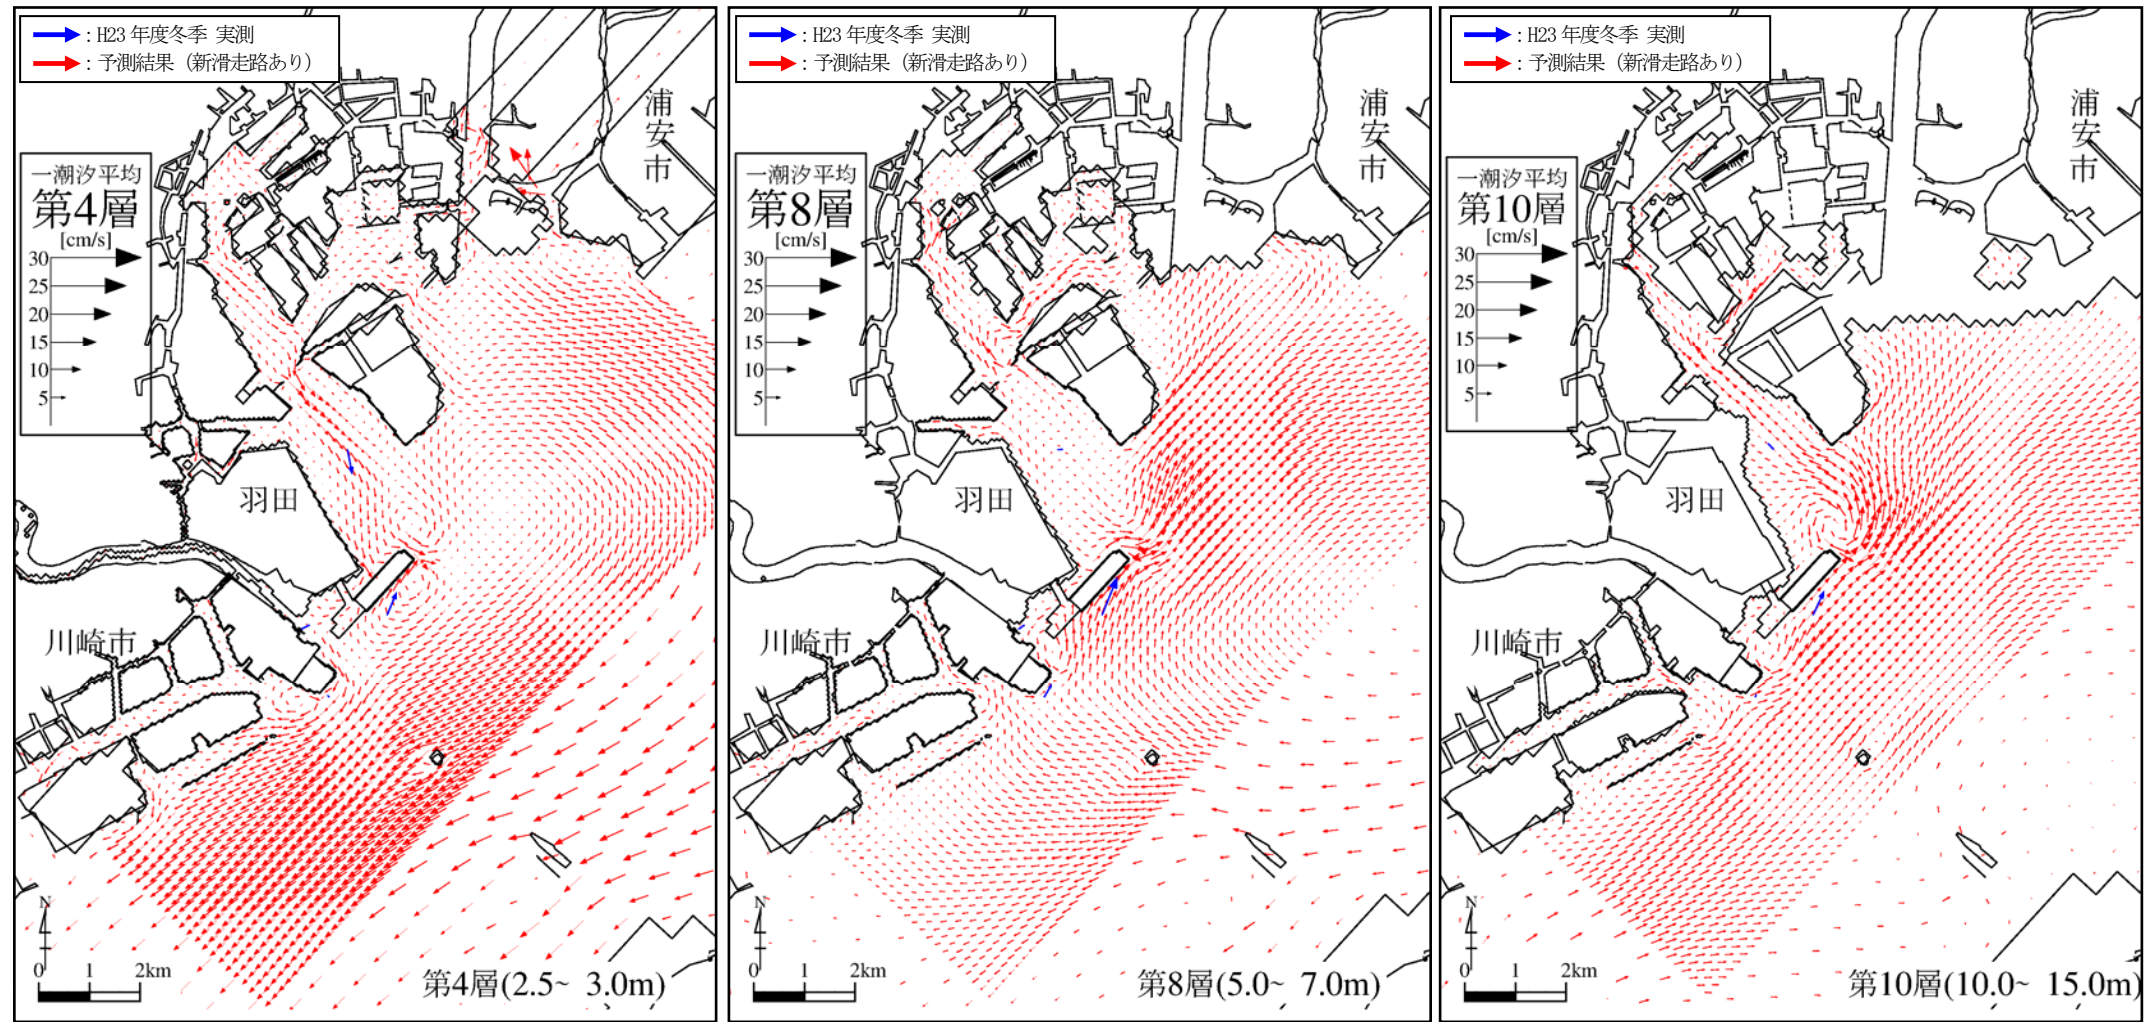 : H23 年度冬季 実測
: 予測結果（新滑走路あり）
浦安市
一潮汐平均
第4層
[cm/s]
30
25
20
15
10
5
羽田
川崎市
N
0 1 2km
第4層(2.5~ 3.0m)
: H23 年度冬季 実測
: 予測結果（新滑走路あり）
浦安市
一潮汐平均
第8層
[cm/s]
30
25
20
15
10
5
羽田
川崎市
N
0 1 2km
第8層(5.0~ 7.0m)
: H23 年度冬季 実測
: 予測結果（新滑走路あり）
浦安市
一潮汐平均
第10層
[cm/s]
30
25
20
15
10
5
羽田
川崎市
N
0 1 2km
第10層(10.0~ 15.0m)